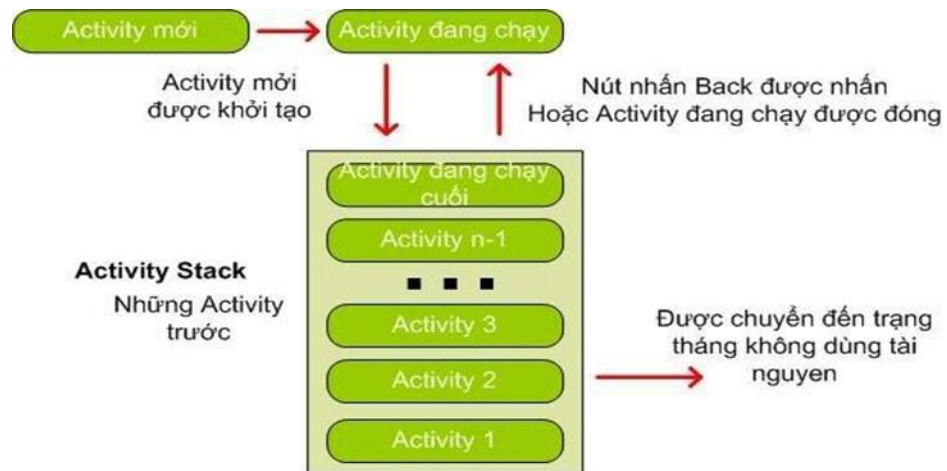 Activity mới
Activity đang chạy
Activity mởi
được khởi tạo
Nút nhấn Back được nhấn
Hoặc Activity đang chạy được đóng
Activity đang chạy
cuối
Activity n-1
Activity Stack
Những Activity
trước
Activity 3
Activity 2
Activity 1
Được chuyển đến trạng
tháng không dùng tài
nguyen